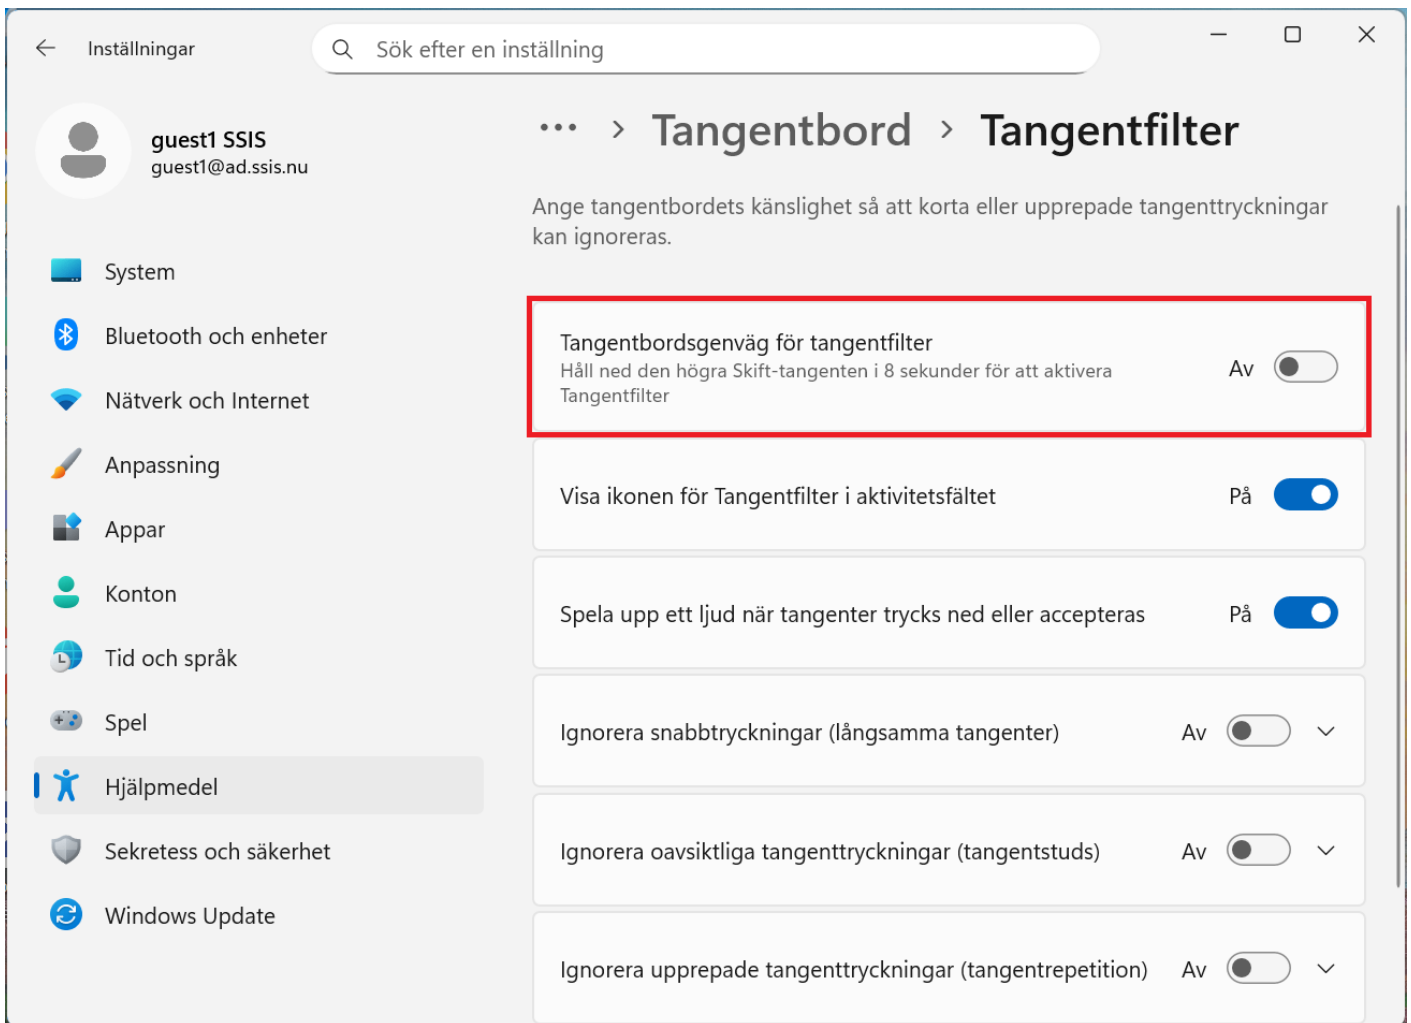 Inställningar
Sök efter en inställning
guest1 SSIS
guest1@ad.ssis.nu
System
Bluetooth och enheter
Nätverk och Internet
Anpassning
Appar
Konton
Tid och språk
Spel
Hjälpmedel
Sekretess och säkerhet
Windows Update
··· > Tangentbord > Tangentfilter
Ange tangentbordets känslighet så att korta eller upprepade tangenttryckningar
kan ignoreras.
Tangentbordsgenväg för tangentfilter
Håll ned den högra Skift-tangenten i 8 sekunder för att aktivera
Tangentfilter
Av
Visa ikonen för Tangentfilter i aktivitetsfältet
På
Spela upp ett ljud när tangenter trycks ned eller accepteras
På
Ignorera snabbtryckningar (långsamma tangenter)
Av
Ignorera oavsiktliga tangenttryckningar (tangentstuds)
Av
Ignorera upprepade tangenttryckningar (tangentrepetition)
Av